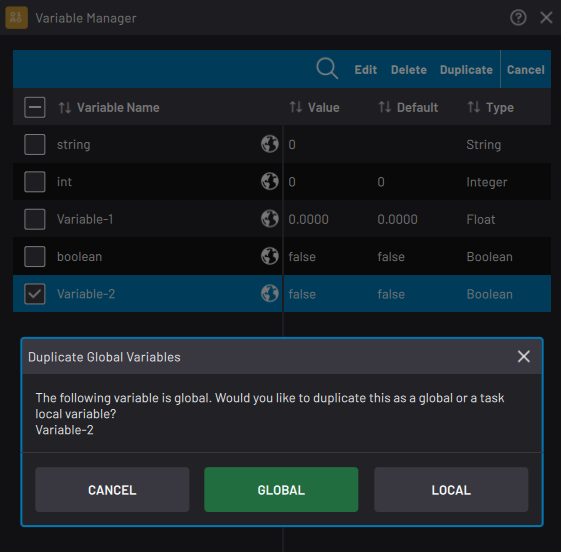 Variable Manager
Edit Delete Duplicate Cancel
Variable Name Value Default Type
string 0 String
int 0 0 Integer
Variable-1 0.0000 0.0000 Float
boolean false false Boolean
Variable-2 false false Boolean
Duplicate Global Variables
The following variable is global. Would you like to duplicate this as a global or a task
local variable?
Variable-2
CANCEL GLOBAL LOCAL